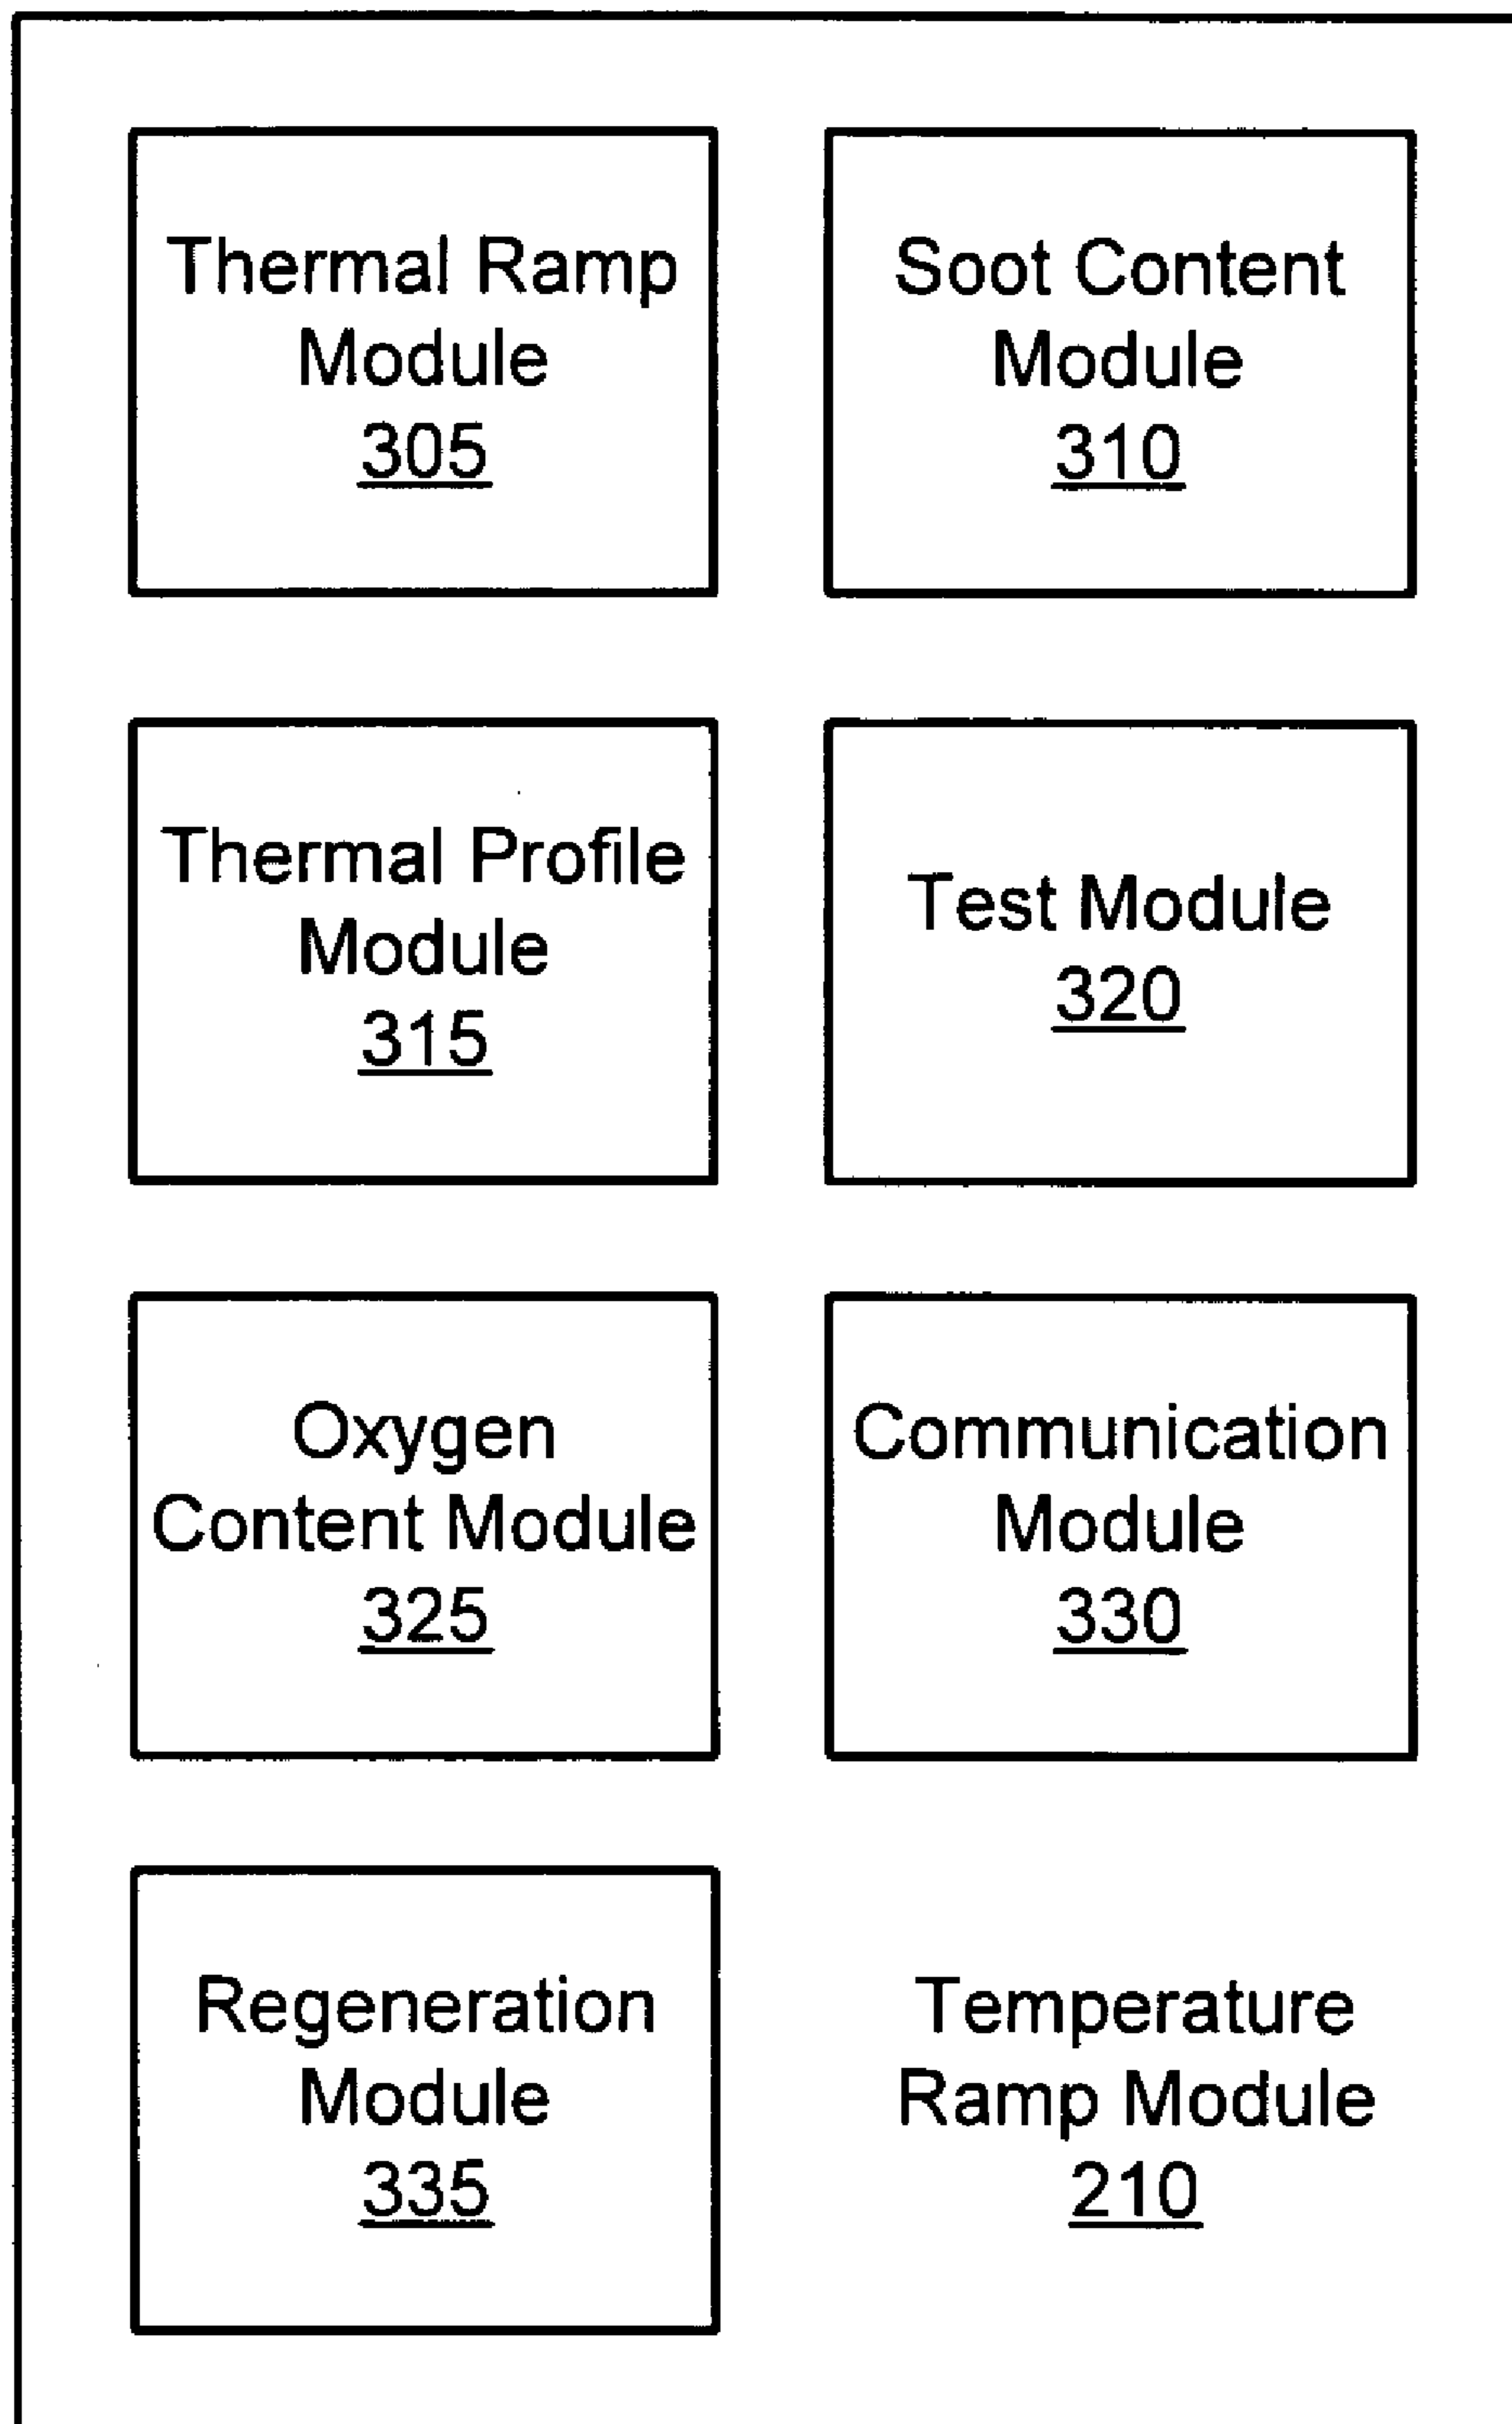 Thermal Ramp
Module
305
Soot Content
Module
310
Thermal Profile
Module
315
Test Module
320
Oxygen
Content Module
325
Communication
Module
330
Regeneration
Module
335
Temperature
Ramp Module
210